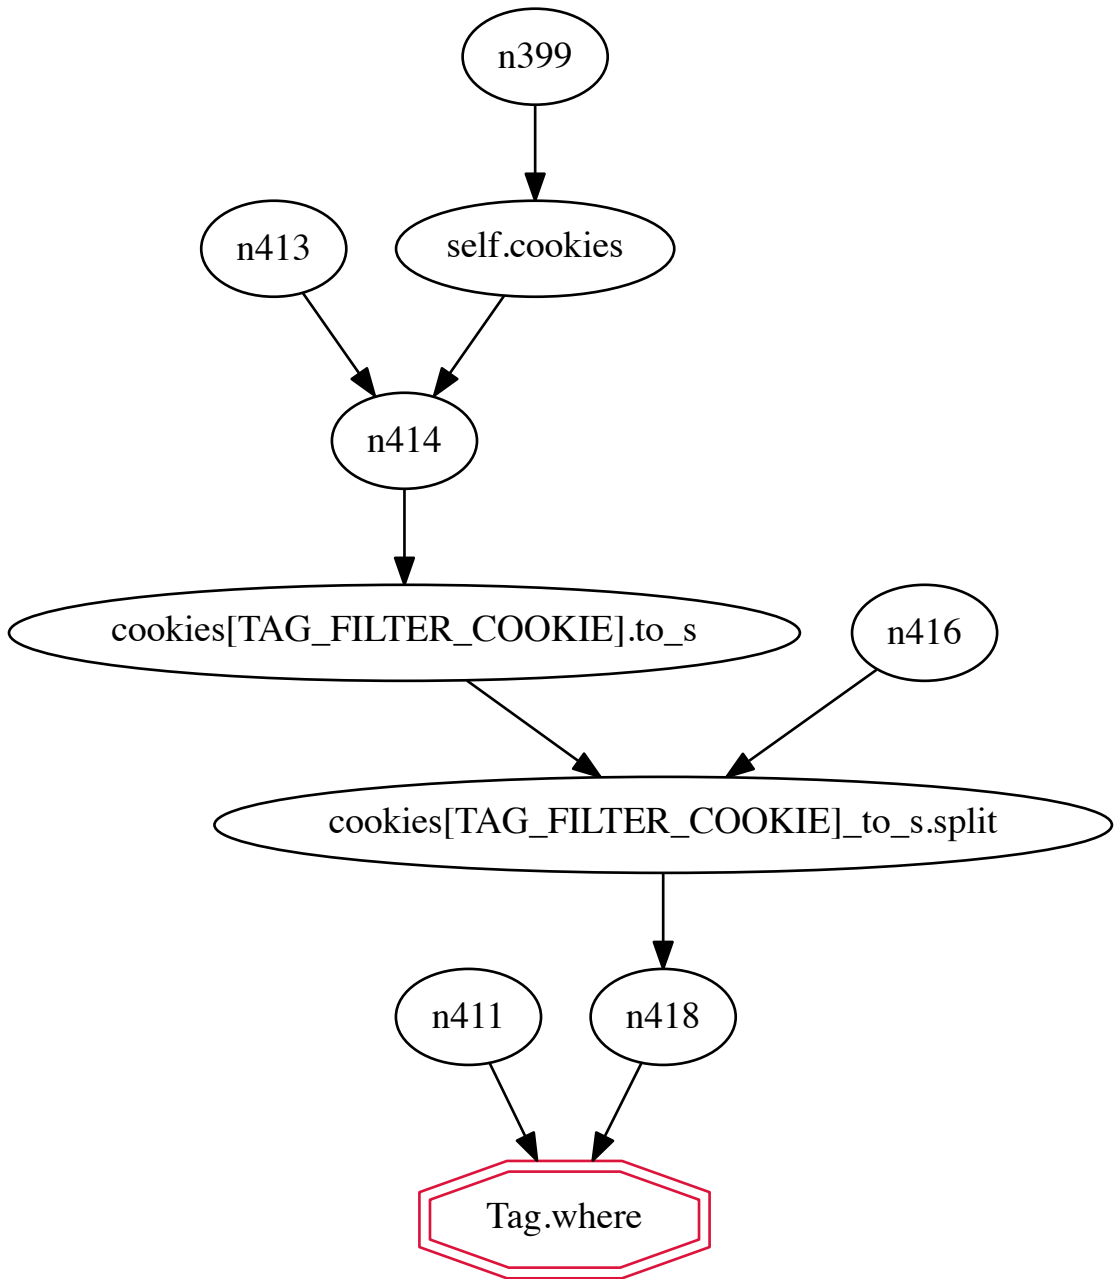 n399
n413
self.cookies
n414
cookies[TAG_FILTER_COOKIE].to_s
n416
cookies[TAG_FILTER_COOKIE]_to_s.split
n411
n418
Tag.where